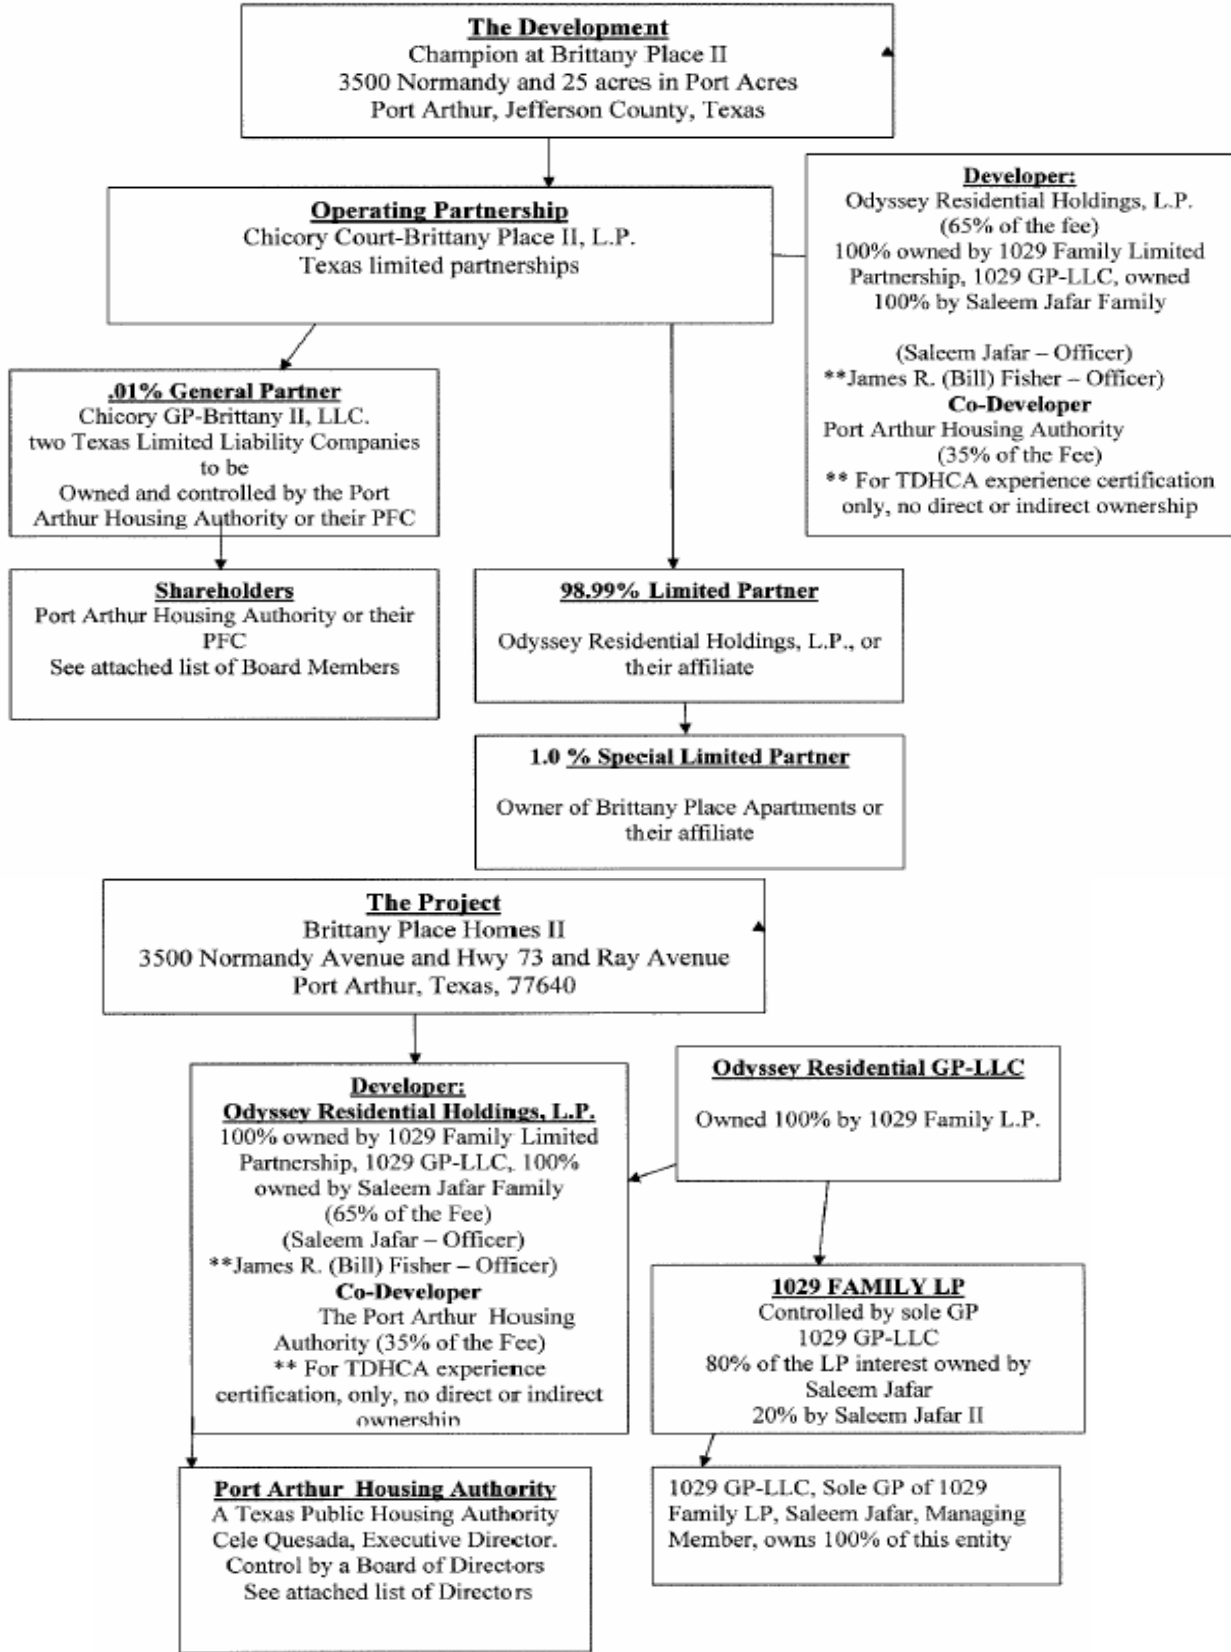 The Development
Champion at Brittany Place II
3500 Normandy and 25 acres in Port Acres
Port Arthur, Jefferson County, Texas
Operating Partnership
Chicory Court-Brittany Place II, L.P.
Texas limited partnerships
Developer:
Odyssey Residential Holdings, L.P.
(65% of the fee)
100% owned by 1029 Family Limited
Partnership, 1029 GP-LLC, owned
100% by Saleem Jafar Family
(Saleem Jafar – Officer)
**James R. (Bill) Fisher – Officer)
Co-Developer
Port Arthur Housing Authority
(35% of the Fee)
** For TDHCA experience certification
only, no direct or indirect ownership
.01% General Partner
Chicory GP-Brittany II, LLC.
two Texas Limited Liability Companies
to be
Owned and controlled by the Port
Arthur Housing Authority or their PFC
Shareholders
Port Arthur Housing Authority or their
PFC
See attached list of Board Members
98.99% Limited Partner
Odyssey Residential Holdings, L.P., or
their affiliate
1.0 % Special Limited Partner
Owner of Brittany Place Apartments or
their affiliate
The Project
Brittany Place Homes II
3500 Normandy Avenue and Hwy 73 and Ray Avenue
Port Arthur, Texas, 77640
Developer:
Odyssey Residential Holdings, L.P.
100% owned by 1029 Family Limited
Partnership, 1029 GP-LLC, 100%
owned by Saleem Jafar Family
(65% of the Fee)
(Saleem Jafar – Officer)
**James R. (Bill) Fisher – Officer)
Co-Developer
The Port Arthur Housing
Authority (35% of the Fee)
** For TDHCA experience
certification, only, no direct or indirect
ownership
Odyssey Residential GP-LLC
Owned 100% by 1029 Family L.P.
1029 FAMILY LP
Controlled by sole GP
1029 GP-LLC
80% of the LP interest owned by
Saleem Jafar
20% by Saleem Jafar II
Port Arthur Housing Authority
A Texas Public Housing Authority
Cele Quesada, Executive Director.
Control by a Board of Directors
See attached list of Directors
1029 GP-LLC, Sole GP of 1029
Family LP, Saleem Jafar, Managing
Member, owns 100% of this entity